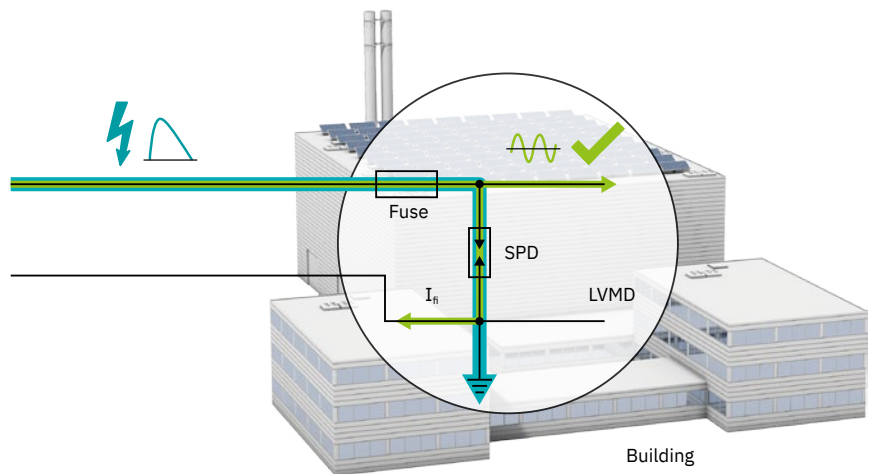 Fuse
SPD
Ifi
LVMD
Building